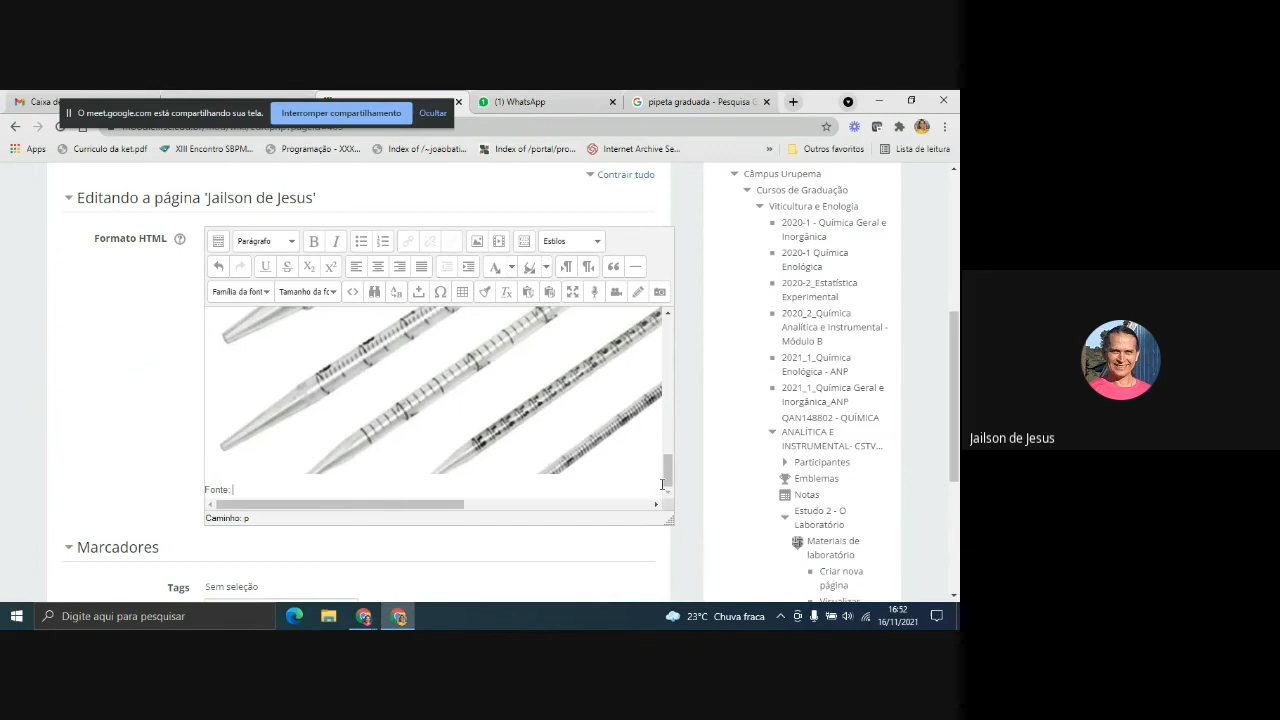 Caixa de
(1) WhatsApp
pipeta graduada - Pesquisa G
O meet.google.com está compartilhando sua tela.
Interromper compartilhamento
Ocultar
Apps
Curriculo da ket.pdf
XIII Encontro SBPM...
Programação - XXX...
Index of /~joaobati...
Index of /portal/pro...
Internet Archive Se...
»
Outros favoritos
Lista de leitura
Contrair tudo
Editando a página 'Jailson de Jesus'
Formato HTML
Parágrafo
Estilos
Família da font
Tamanho da fo
Fonte:
Caminho: p
Marcadores
Tags
Sem seleção
Câmpus Urupema
Cursos de Graduação
Viticultura e Enologia
2020-1 - Química Geral e
Inorgânica
2020-1 Química
Enológica
2020-2_Estatística
Experimental
2020_2_Química
Analítica e Instrumental -
Módulo B
2021_1_Química
Enológica - ANP
2021_1_Química Geral e
Inorgânica_ANP
QAN148802 - QUÍMICA
ANALÍTICA E
INSTRUMENTAL- CSTV...
Participantes
Emblemas
Notas
Estudo 2 - O
Laboratório
Materiais de
laboratório
Criar nova
página
Visualizar
Jailson de Jesus
Digite aqui para pesquisar
23°C Chuva fraca
16:52
16/11/2021